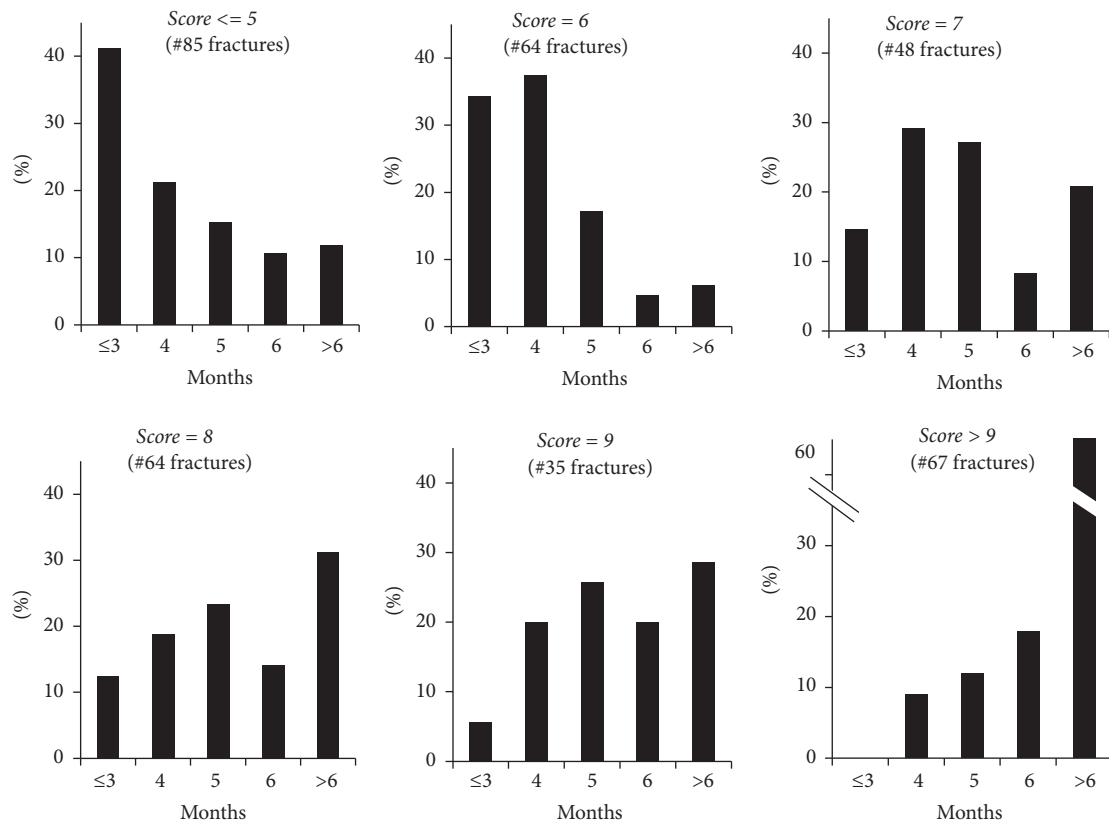 Score <= 5
(#85 fractures)
40
30
20
10
0
(%)
≤3 4 5 6 >6
Months
Score = 6
(#64 fractures)
40
30
20
10
0
(%)
≤3 4 5 6 >6
Months
Score = 7
(#48 fractures)
40
30
20
10
0
(%)
≤3 4 5 6 >6
Months
Score = 8
(#64 fractures)
40
30
20
10
0
(%)
≤3 4 5 6 >6
Months
Score = 9
(#35 fractures)
40
30
20
10
0
(%)
≤3 4 5 6 >6
Months
Score > 9
(#67 fractures)
60
30
20
10
0
(%)
≤3 4 5 6 >6
Months